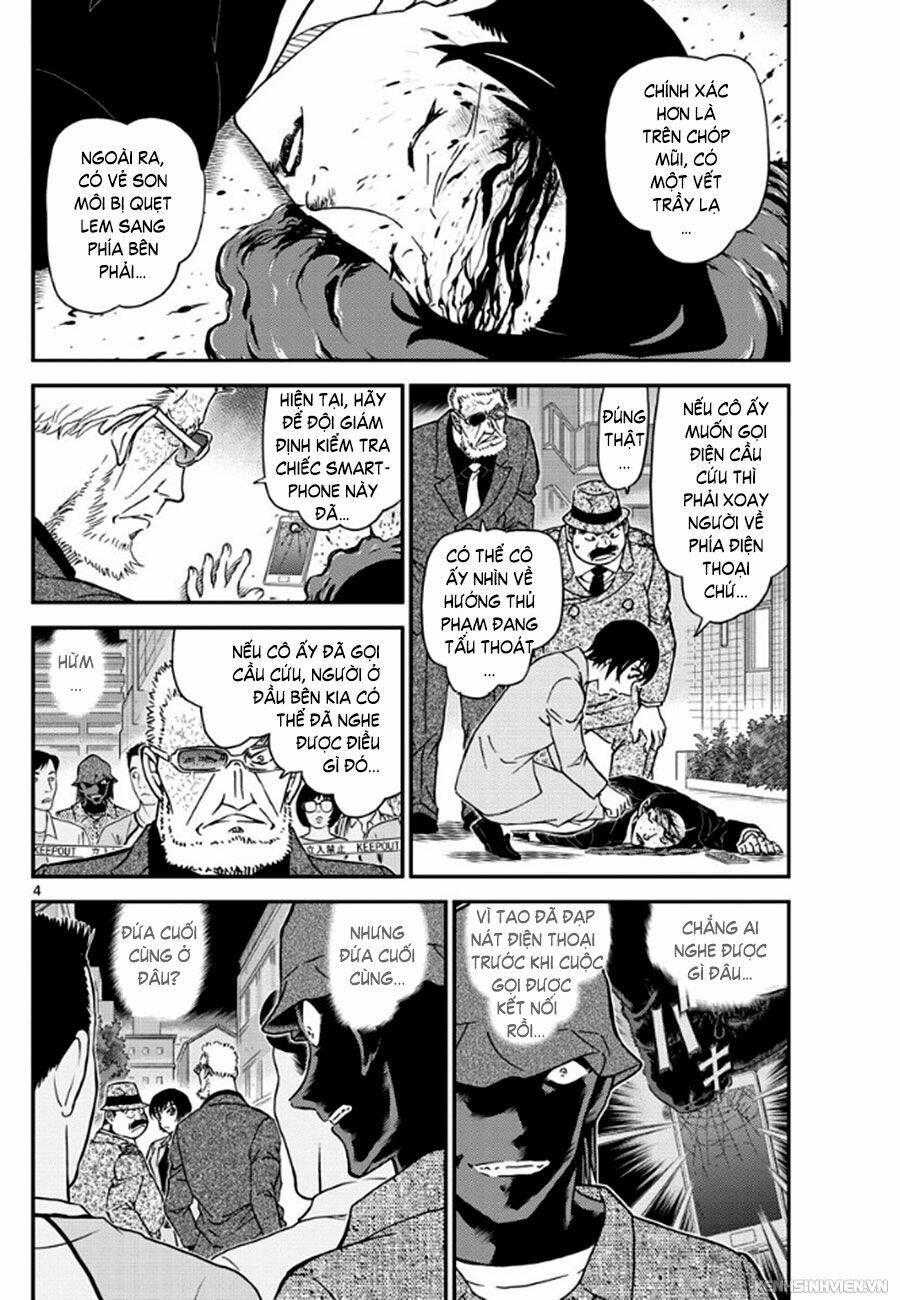 CHÍNH XÁC
HƠN LÀ
TRÊN CHÓP
MŨI, CÓ
MỘT VẾT
TRẦY LẠ
...
NGOÀI RA,
CÓ VẺ SON
MÔI BỊ QUẸT
LEM SANG
PHÍA BÊN
PHẢI...
NẾU CÔ ẤY
MUỐN GỌI
ĐIỆN CẦU
CỨU THÌ
PHẢI XOAY
NGƯỜI VỀ
PHÍA ĐIỆN
THOẠI
CHỨ...
ĐÚNG
THẬT
...
CÓ THỂ CÔ
ẤY NHÌN VỀ
HƯỚNG THỦ
PHẠM ĐANG
TẨU THOÁT
...
HIỆN TẠI, HÃY
ĐỂ ĐỘI GIÁM
ĐỊNH KIỂM TRA
CHIẾC SMART-
PHONE NÀY
ĐÃ...
NẾU CÔ ẤY ĐÃ GỌI
CẦU CỨU, NGƯỜI Ở
ĐẦU BÊN KIA CÓ
THỂ ĐÃ NGHE
ĐƯỢC ĐIỀU
GÌ ĐÓ...
HỪM
...
KEEPOUT 立入禁止 KEEPOUT
4
CHẲNG AI
NGHE ĐƯỢC
GÌ ĐÂU...
VÌ TAO ĐÃ ĐẠP
NÁT ĐIỆN THOẠI
TRƯỚC KHI CUỘC
GỌI ĐƯỢC
KẾT NỐI
RỒI...
NHƯNG
ĐỨA CUỐI
CÙNG...
ĐỨA CUỐI
CÙNG Ở
ĐÂU?
KENHSINHVIEN.VN